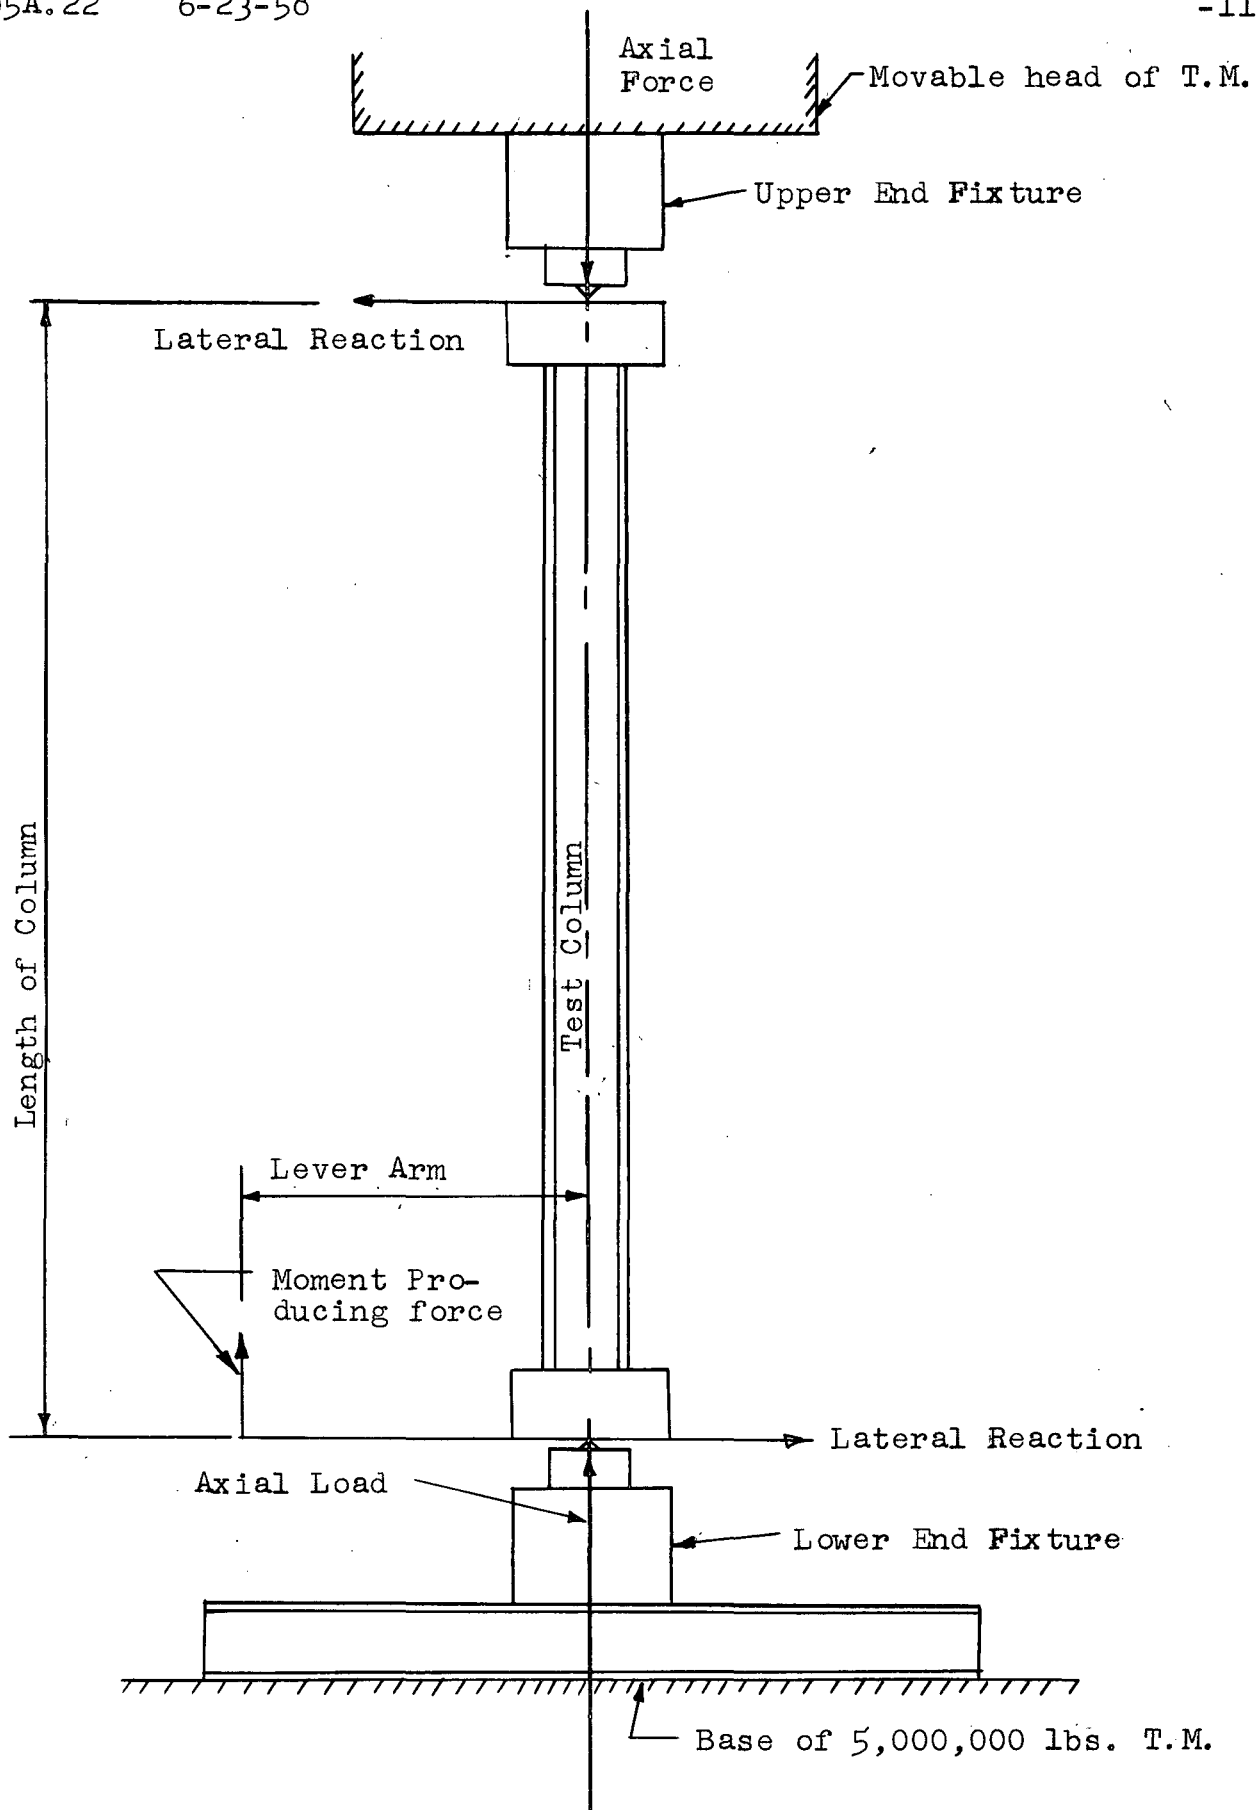 5A.22 6-23-58
-11
Axial
Force
Movable head of T.M.
Upper End Fixture
Lateral Reaction
Length of Column
Test Column
Lever Arm
Moment Pro-
ducing force
Lateral Reaction
Axial Load
Lower End Fixture
Base of 5,000,000 lbs. T.M.